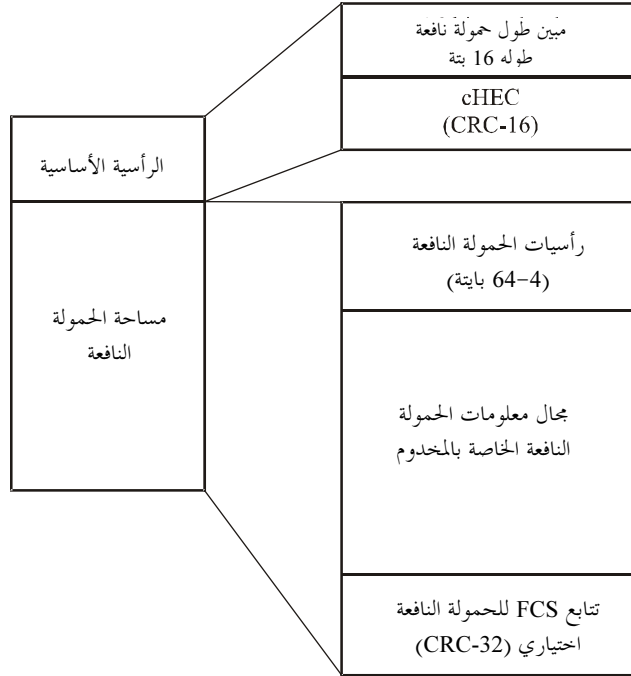 مبين طول حمولة نافعة
طوله 16 بتة
cHEC
(CRC-16)
الرأسية الأساسية
رأسيات الحمولة النافعة
(4–64 بايتة)
مساحة الحمولة
النافعة
مجال معلومات الحمولة
النافعة الخاصة بالمخدوم
تتابع FCS للحمولة النافعة
اختياري (CRC-32)